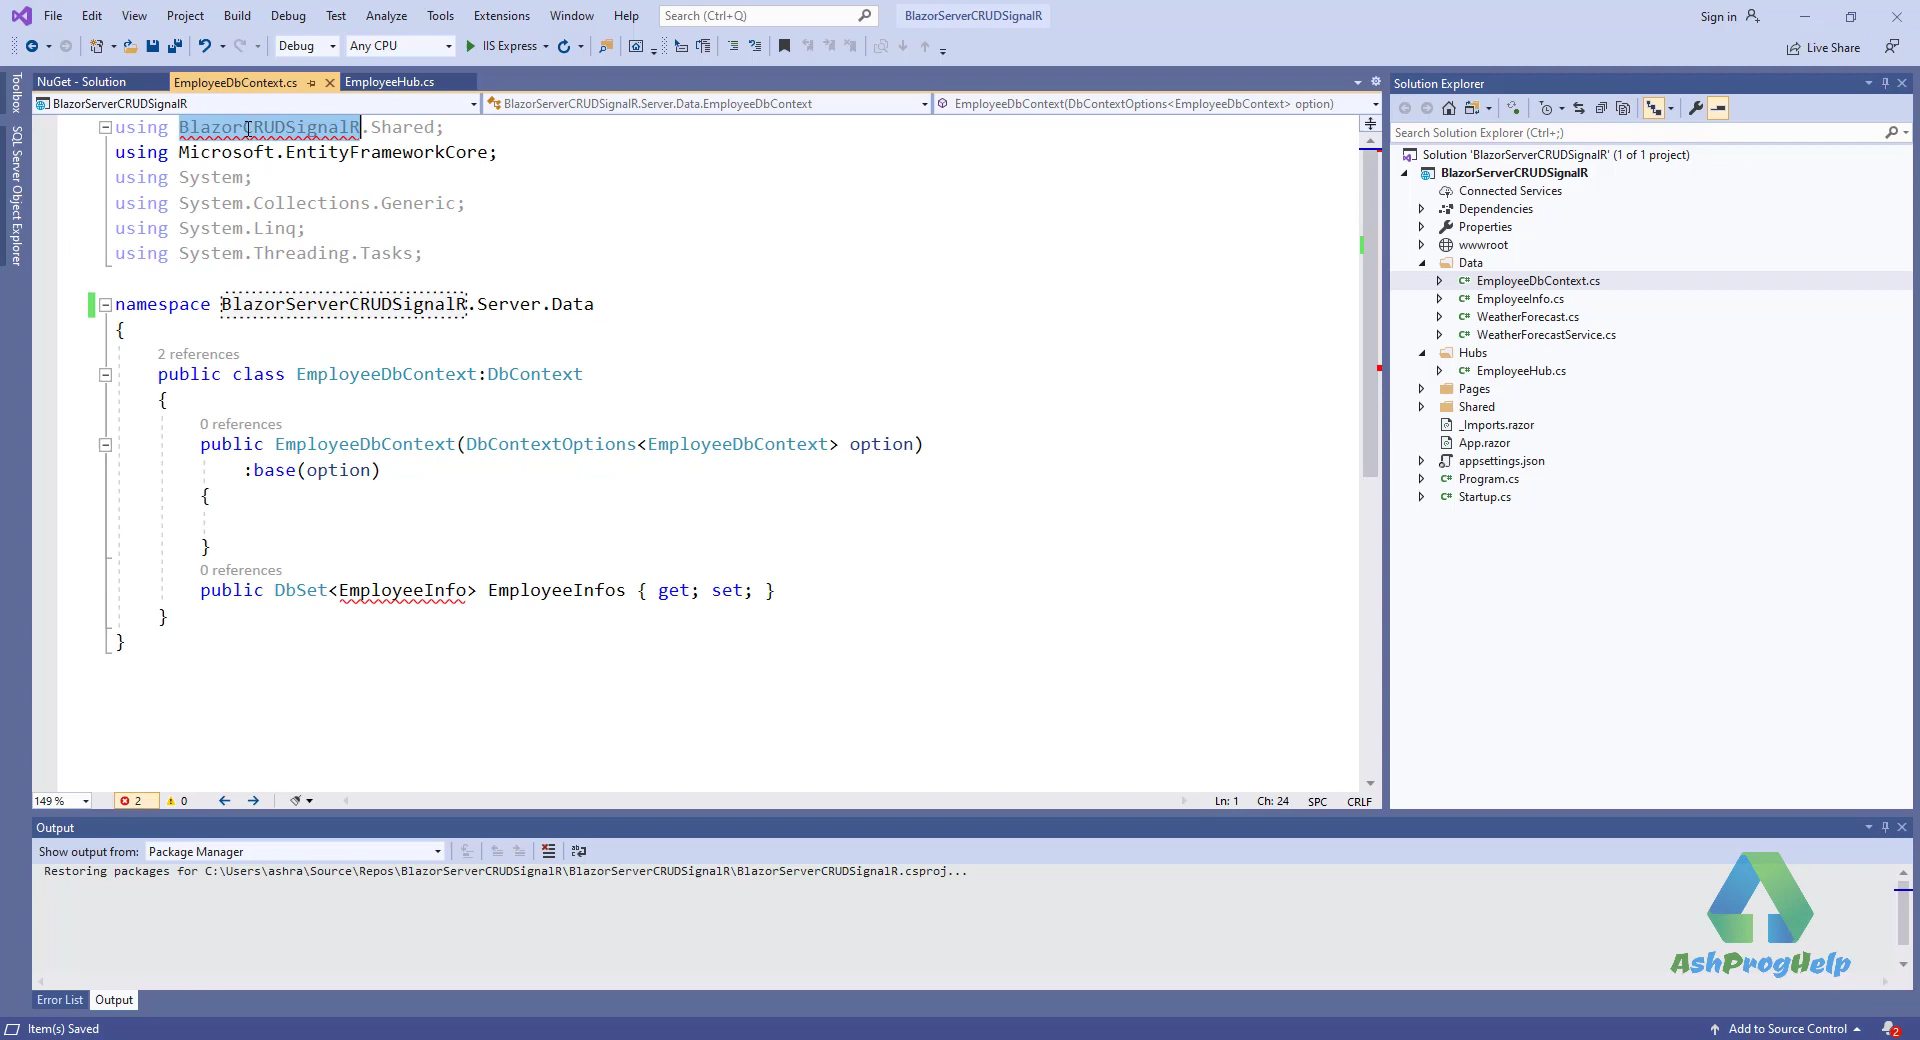 File Edit View Project Build Debug Test Analyze Tools Extensions Window Help Search (Ctrl+Q) BlazorServerCRUDSignalR Sign in
Debug Any CPU IIS Express Live Share
NuGet - Solution EmployeeDbContext.cs EmployeeHub.cs
BlazorServerCRUDSignalR BlazorServerCRUDSignalR.Server.Data.EmployeeDbContext EmployeeDbContext(DbContextOptions<EmployeeDbContext> option)
Toolbox
SQL Server Object Explorer
using BlazorCRUDSignalR.Shared;
using Microsoft.EntityFrameworkCore;
using System;
using System.Collections.Generic;
using System.Linq;
using System.Threading.Tasks;
namespace BlazorServerCRUDSignalR.Server.Data
{
2 references
public class EmployeeDbContext:DbContext
{
0 references
public EmployeeDbContext(DbContextOptions<EmployeeDbContext> option)
:base(option)
{
}
0 references
public DbSet<EmployeeInfo> EmployeeInfos { get; set; }
}
}
149 % 2 0 Ln: 1 Ch: 24 SPC CRLF
Solution Explorer
Search Solution Explorer (Ctrl+;)
Solution 'BlazorServerCRUDSignalR' (1 of 1 project)
BlazorServerCRUDSignalR
Connected Services
Dependencies
Properties
wwwroot
Data
EmployeeDbContext.cs
EmployeeInfo.cs
WeatherForecast.cs
WeatherForecastService.cs
Hubs
EmployeeHub.cs
Pages
Shared
_Imports.razor
App.razor
appsettings.json
Program.cs
Startup.cs
Output
Show output from: Package Manager
Restoring packages for C:\Users\ashra\Source\Repos\BlazorServerCRUDSignalR\BlazorServerCRUDSignalR\BlazorServerCRUDSignalR.csproj...
AshProgHelp
Error List Output
Item(s) Saved Add to Source Control 2